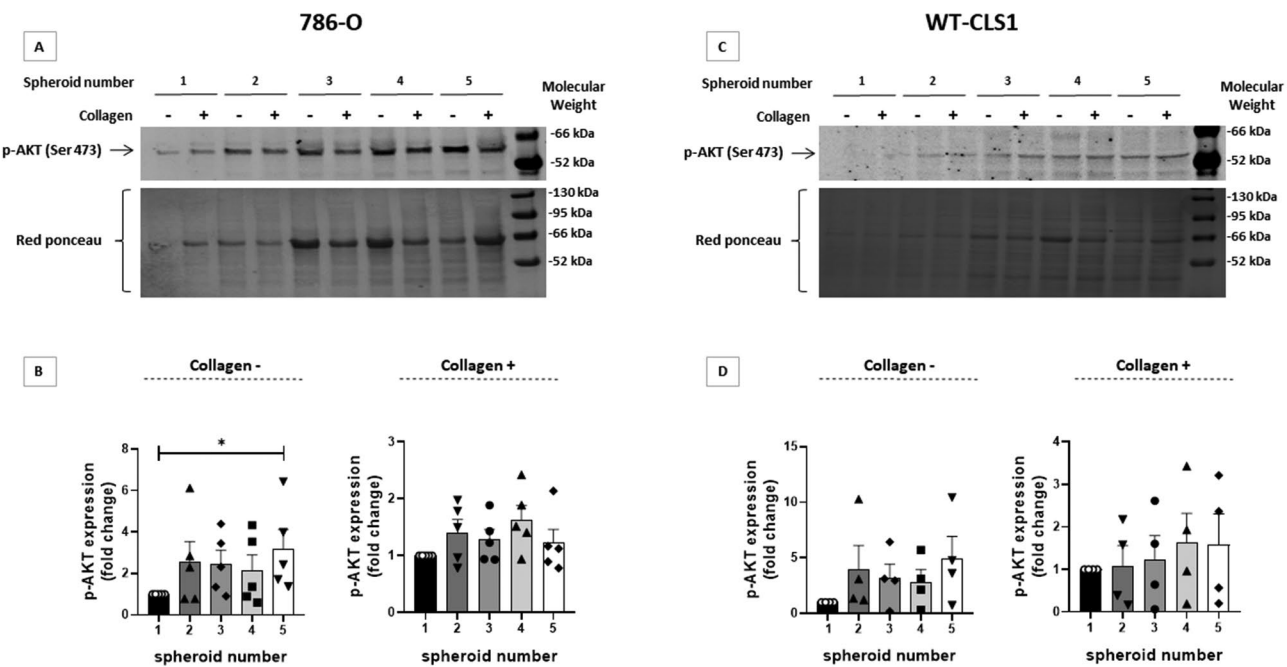 786-O
A
Spheroid number 1 2 3 4 5 Molecular
Weight
Collagen - + - + - + - + - +
-66 kDa
p-AKT (Ser 473)
-52 kDa
-130 kDa
-95 kDa
Red ponceau -66 kDa
-52 kDa
WT-CLS1
C
Spheroid number 1 2 3 4 5 Molecular
Weight
Collagen - + - + - + - + - +
-66 kDa
p-AKT (Ser 473)
-52 kDa
-130 kDa
-95 kDa
Red ponceau -66 kDa
-52 kDa
B
Collagen -
*
p-AKT expression
(fold change)
8
6
4
2
0
1 2 3 4 5
spheroid number
Collagen +
p-AKT expression
(fold change)
3
2
1
0
1 2 3 4 5
spheroid number
D
Collagen -
p-AKT expression
(fold change)
15
10
5
0
1 2 3 4 5
spheroid number
Collagen +
p-AKT expression
(fold change)
4
3
2
1
0
1 2 3 4 5
spheroid number